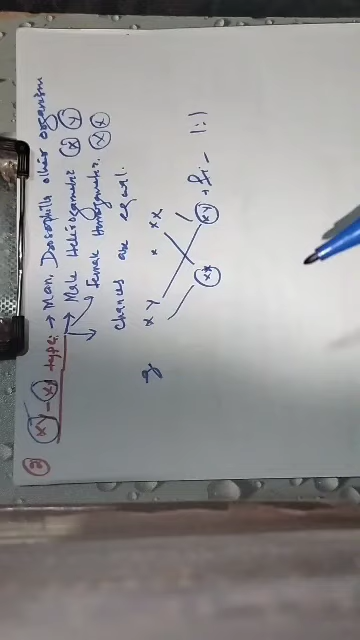 ② XY - XX type: → Man, Drosophila other organism
→ Male Heterogametic (X) (Y)
↳ Female Homogametic. (X) (X)
chances are equal.
XY × XX
XX XY → F₁ - 1:1